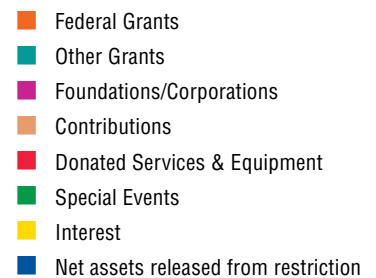 Federal Grants
Other Grants
Foundations/Corporations
Contributions
Donated Services & Equipment
Special Events
Interest
Net assets released from restriction